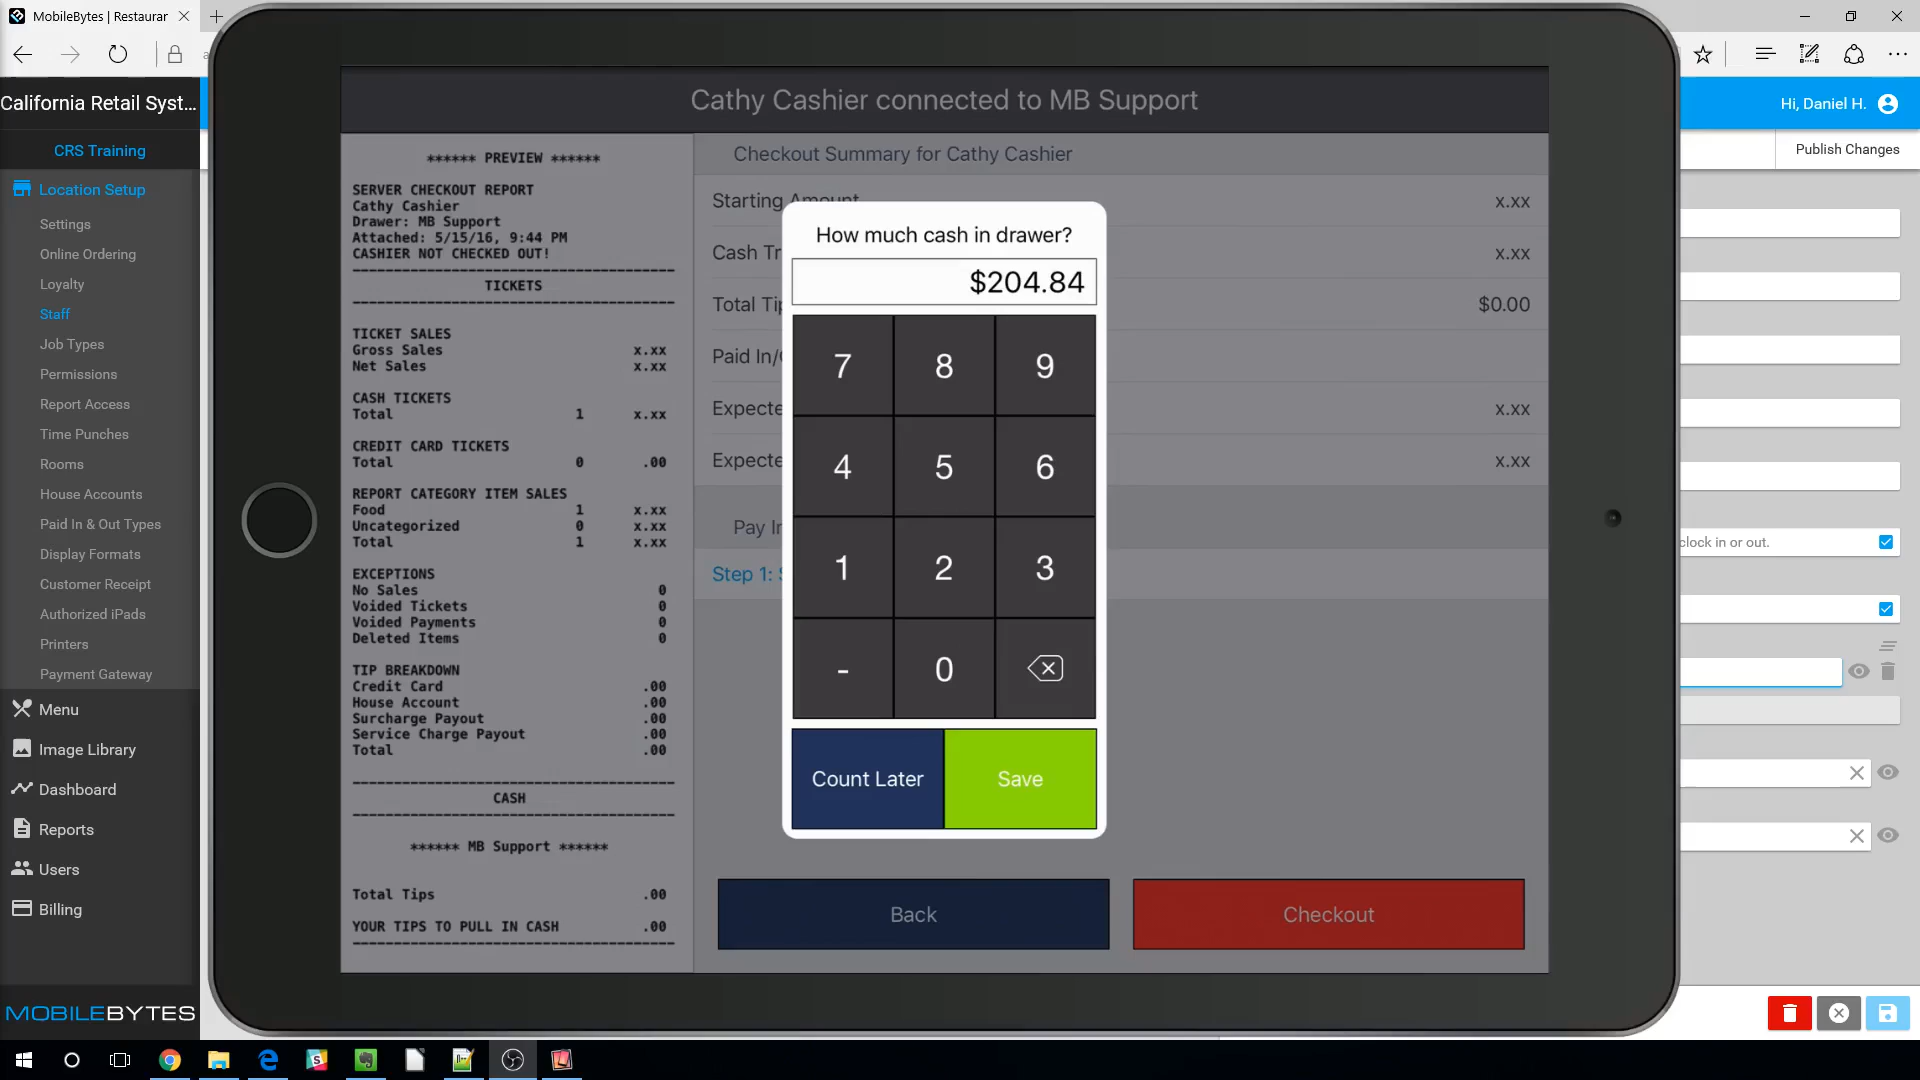 MobileBytes | Restaurar
California Retail Syst...
Hi, Daniel H.
CRS Training
Publish Changes
Location Setup
Settings
Online Ordering
Loyalty
Staff
Job Types
Permissions
Report Access
Time Punches
Rooms
House Accounts
Paid In & Out Types
Display Formats
Customer Receipt
Authorized iPads
Printers
Payment Gateway
Menu
Image Library
Dashboard
Reports
Users
Billing
MOBILEBYTES
Cathy Cashier connected to MB Support
****** PREVIEW ******
SERVER CHECKOUT REPORT
Cathy Cashier
Drawer: MB Support
Attached: 5/15/16, 9:44 PM
CASHIER NOT CHECKED OUT!
TICKETS
TICKET SALES
Gross Sales x.xx
Net Sales x.xx
CASH TICKETS
Total 1 x.xx
CREDIT CARD TICKETS
Total 0 .00
REPORT CATEGORY ITEM SALES
Food 1 x.xx
Uncategorized 0 x.xx
Total 1 x.xx
EXCEPTIONS
No Sales 0
Voided Tickets 0
Voided Payments 0
Deleted Items 0
TIP BREAKDOWN
Credit Card .00
House Account .00
Surcharge Payout .00
Service Charge Payout .00
Total .00
CASH
****** MB Support ******
Total Tips .00
YOUR TIPS TO PULL IN CASH .00
Checkout Summary for Cathy Cashier
Starting Amount x.xx
Cash Tr x.xx
Total Tip $0.00
Paid In/
Expecte x.xx
Expecte x.xx
Pay In
Step 1:
How much cash in drawer?
$204.84
7 8 9
4 5 6
1 2 3
- 0
Count Later Save
Back Checkout
clock in or out.